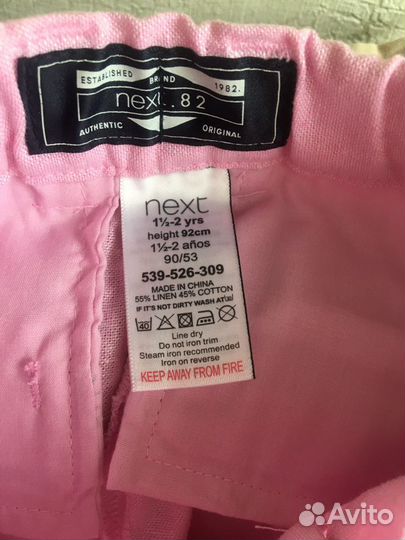 ESTABLISHED BRAND 1982.
next .82
AUTHENTIC ORIGINAL
next
1½-2 yrs
height 92cm
1½-2 años
90/53
539-526-309
MADE IN CHINA
55% LINEN 45% COTTON
IF IT'S NOT DIRTY WASH AT
40
Line dry
Do not iron trim
Steam iron recommended
Iron on reverse
KEEP AWAY FROM FIRE
Avito